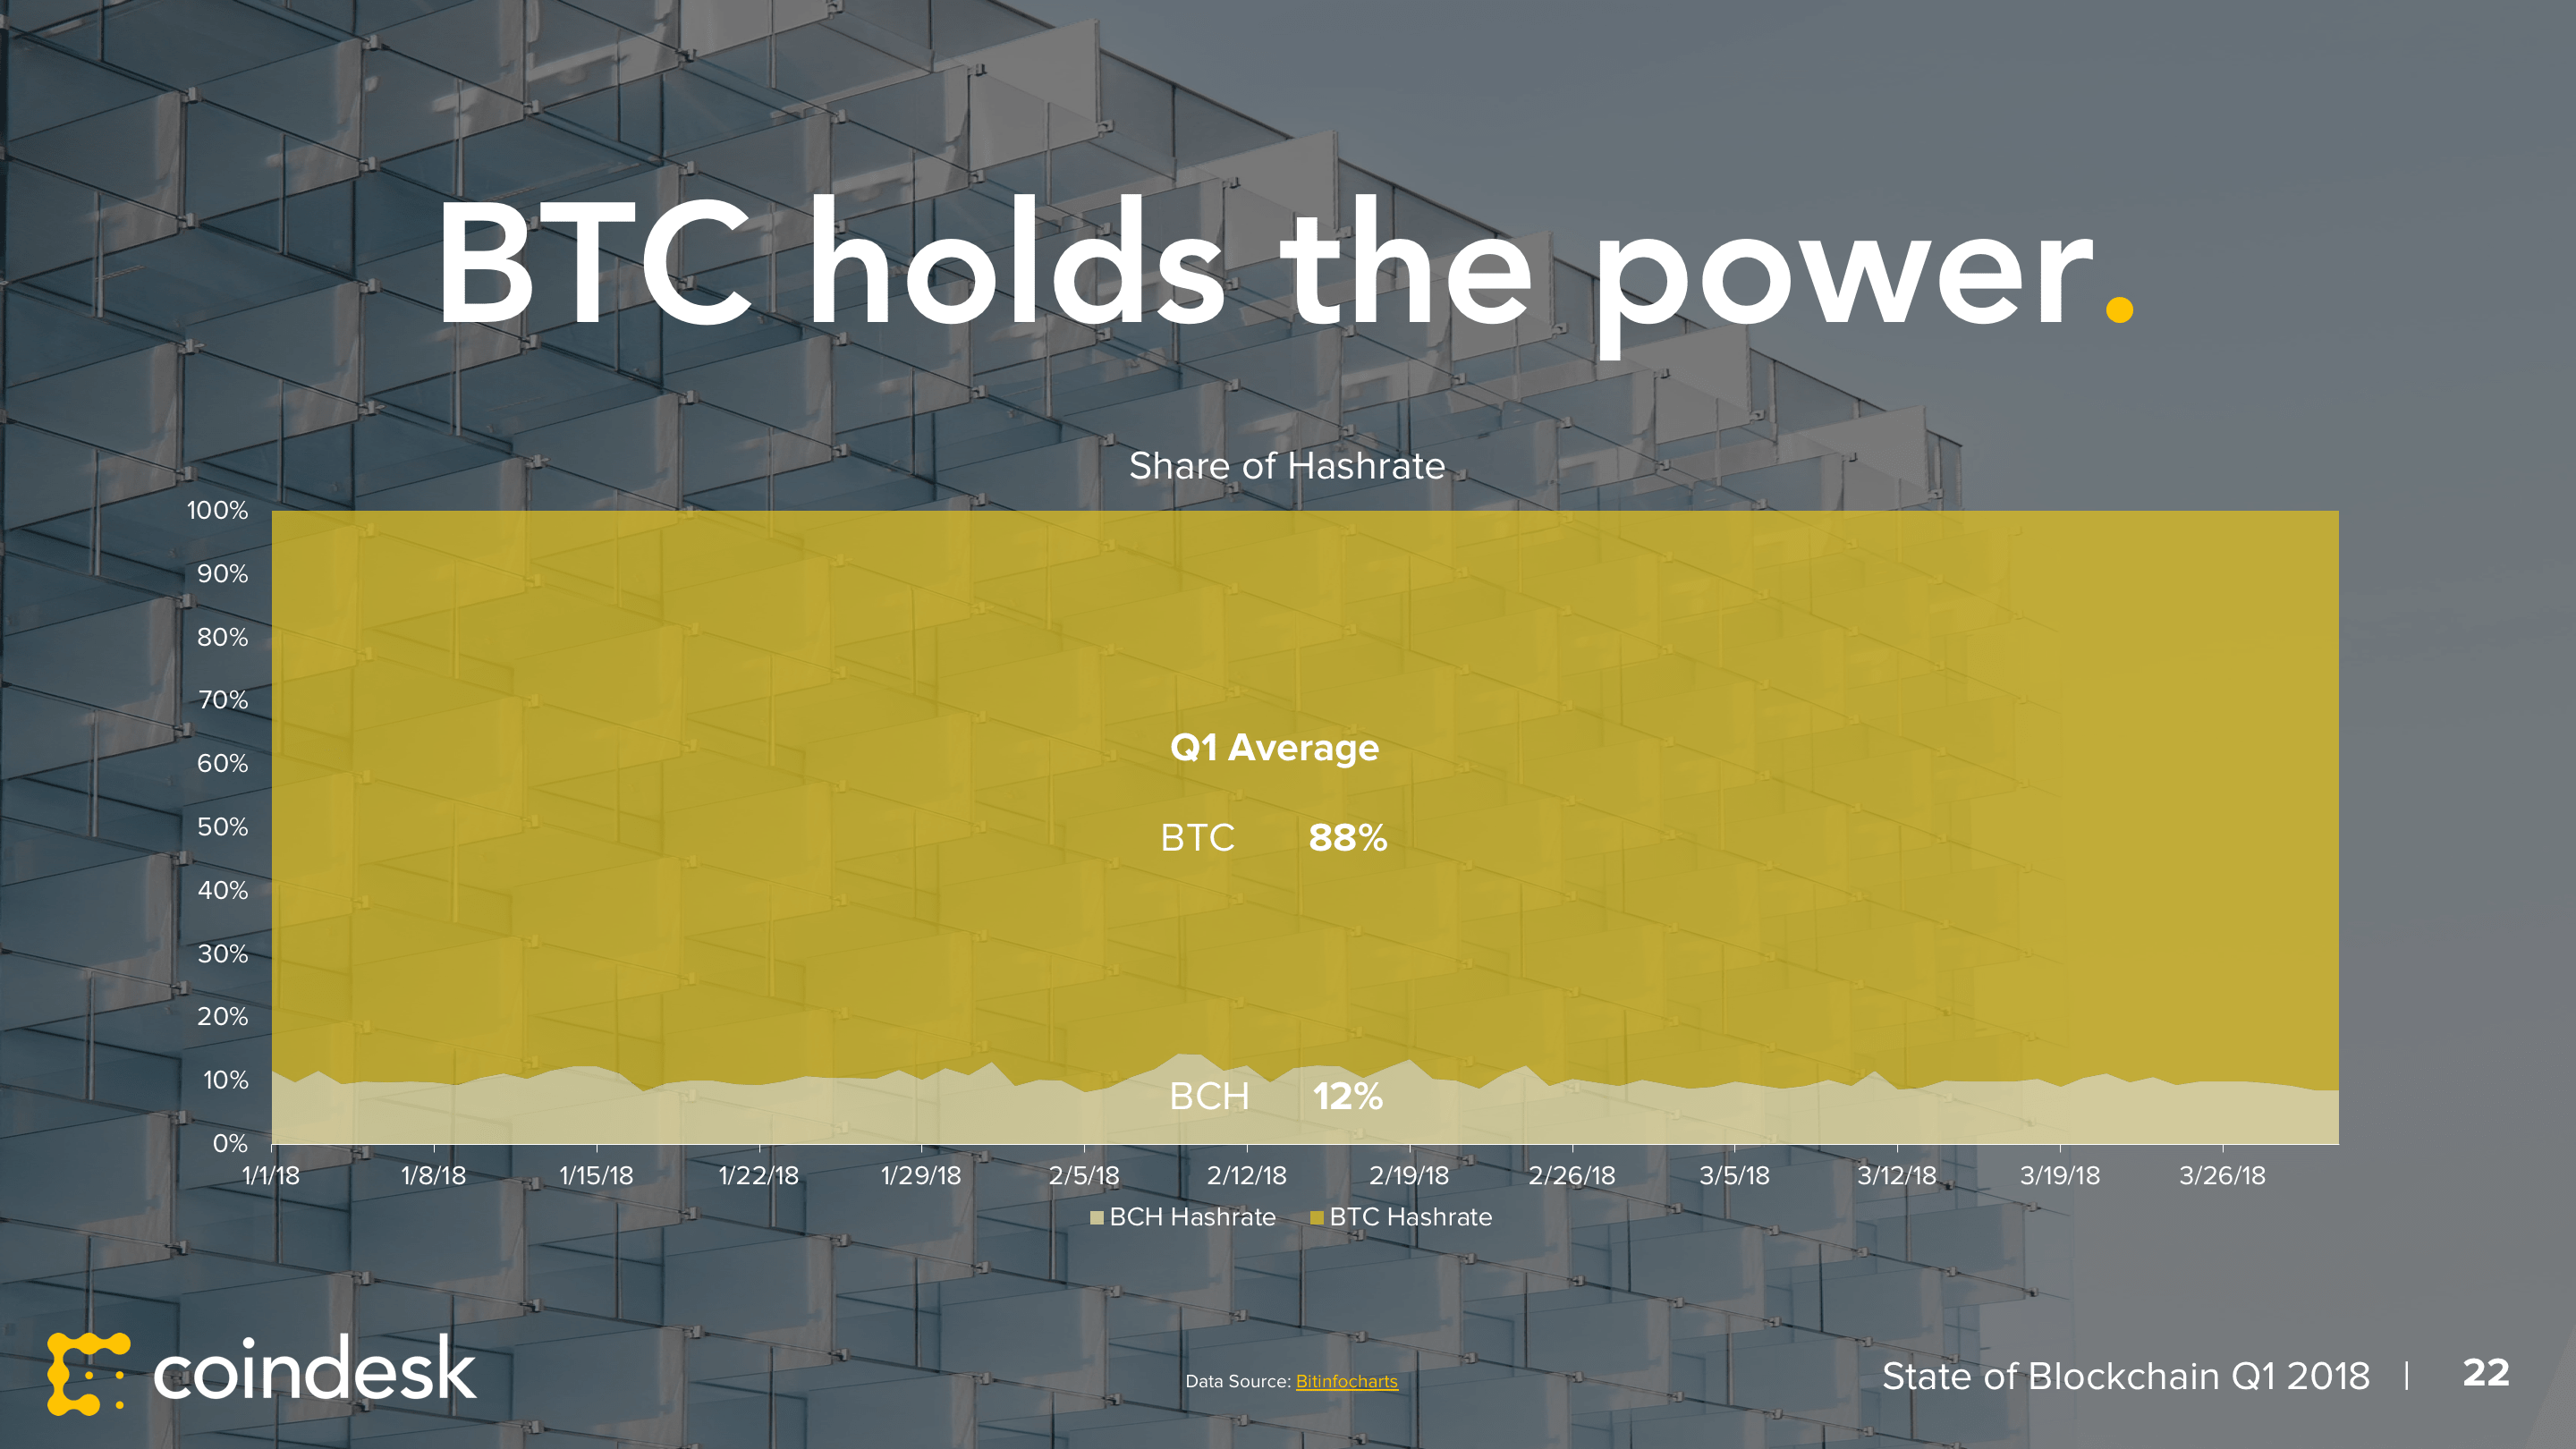 BTC holds the power.
Share of Hashrate
100%
90%
80%
70%
60%
50%
40%
30%
20%
10%
0%
Q1 Average
BTC 88%
BCH 12%
1/1/18 1/8/18 1/15/18 1/22/18 1/29/18 2/5/18 2/12/18 2/19/18 2/26/18 3/5/18 3/12/18 3/19/18 3/26/18
BCH Hashrate BTC Hashrate
coindesk
Data Source: Bitinfocharts
State of Blockchain Q1 2018 | 22